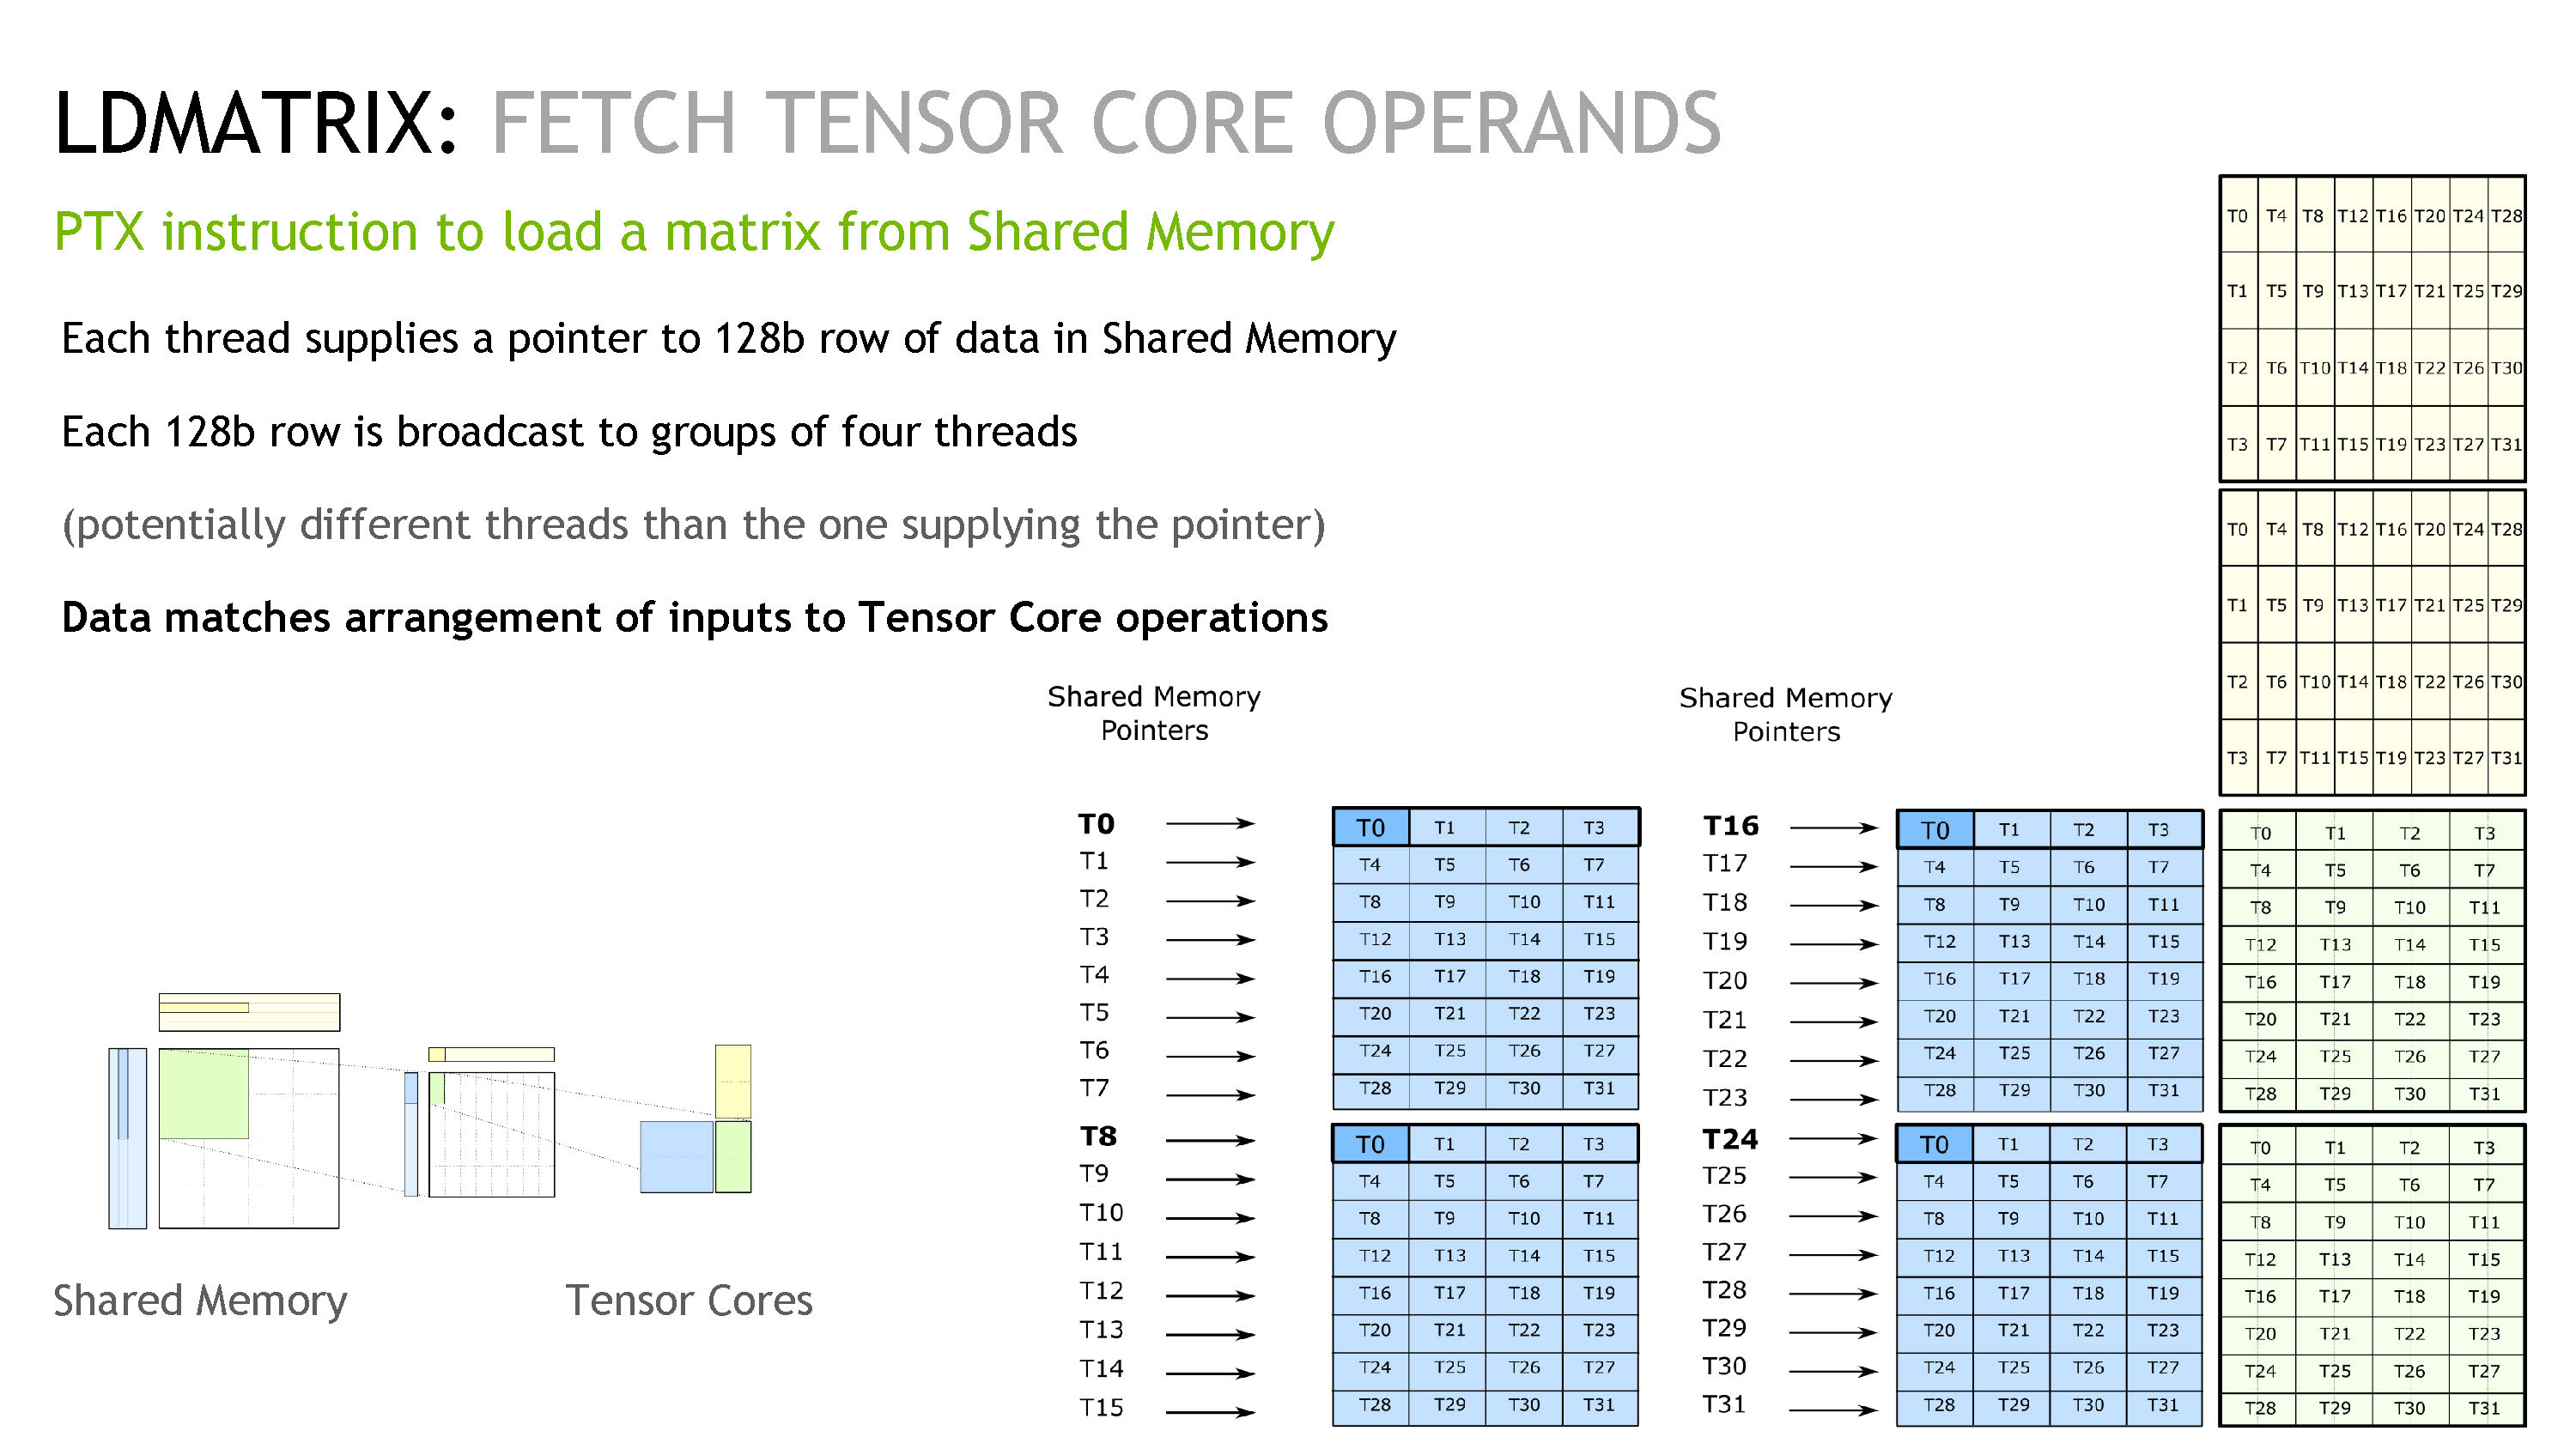 LDMATRIX: FETCH TENSOR CORE OPERANDS
PTX instruction to load a matrix from Shared Memory
Each thread supplies a pointer to 128b row of data in Shared Memory
Each 128b row is broadcast to groups of four threads
(potentially different threads than the one supplying the pointer)
Data matches arrangement of inputs to Tensor Core operations
Shared Memory
Tensor Cores
T0 T4 T8 T12 T16 T20 T24 T28
T1 T5 T9 T13 T17 T21 T25 T29
T2 T6 T10 T14 T18 T22 T26 T30
T3 T7 T11 T15 T19 T23 T27 T31
T0 T4 T8 T12 T16 T20 T24 T28
T1 T5 T9 T13 T17 T21 T25 T29
T2 T6 T10 T14 T18 T22 T26 T30
T3 T7 T11 T15 T19 T23 T27 T31
Shared Memory
Pointers
T0 T0 T1 T2 T3
T1 T4 T5 T6 T7
T2 T8 T9 T10 T11
T3 T12 T13 T14 T15
T4 T16 T17 T18 T19
T5 T20 T21 T22 T23
T6 T24 T25 T26 T27
T7 T28 T29 T30 T31
T8 T0 T1 T2 T3
T9 T4 T5 T6 T7
T10 T8 T9 T10 T11
T11 T12 T13 T14 T15
T12 T16 T17 T18 T19
T13 T20 T21 T22 T23
T14 T24 T25 T26 T27
T15 T28 T29 T30 T31
Shared Memory
Pointers
T16 T0 T1 T2 T3
T17 T4 T5 T6 T7
T18 T8 T9 T10 T11
T19 T12 T13 T14 T15
T20 T16 T17 T18 T19
T21 T20 T21 T22 T23
T22 T24 T25 T26 T27
T23 T28 T29 T30 T31
T24 T0 T1 T2 T3
T25 T4 T5 T6 T7
T26 T8 T9 T10 T11
T27 T12 T13 T14 T15
T28 T16 T17 T18 T19
T29 T20 T21 T22 T23
T30 T24 T25 T26 T27
T31 T28 T29 T30 T31
T0 T1 T2 T3
T4 T5 T6 T7
T8 T9 T10 T11
T12 T13 T14 T15
T16 T17 T18 T19
T20 T21 T22 T23
T24 T25 T26 T27
T28 T29 T30 T31
T0 T1 T2 T3
T4 T5 T6 T7
T8 T9 T10 T11
T12 T13 T14 T15
T16 T17 T18 T19
T20 T21 T22 T23
T24 T25 T26 T27
T28 T29 T30 T31